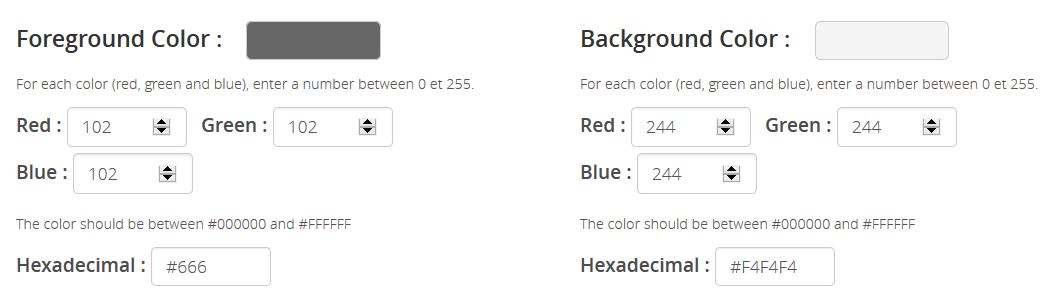 Foreground Color :
For each color (red, green and blue), enter a number between 0 et 255.
Red : 102 Green : 102
Blue : 102
The color should be between #000000 and #FFFFFF
Hexadecimal : #666
Background Color :
For each color (red, green and blue), enter a number between 0 et 255.
Red : 244 Green : 244
Blue : 244
The color should be between #000000 and #FFFFFF
Hexadecimal : #F4F4F4